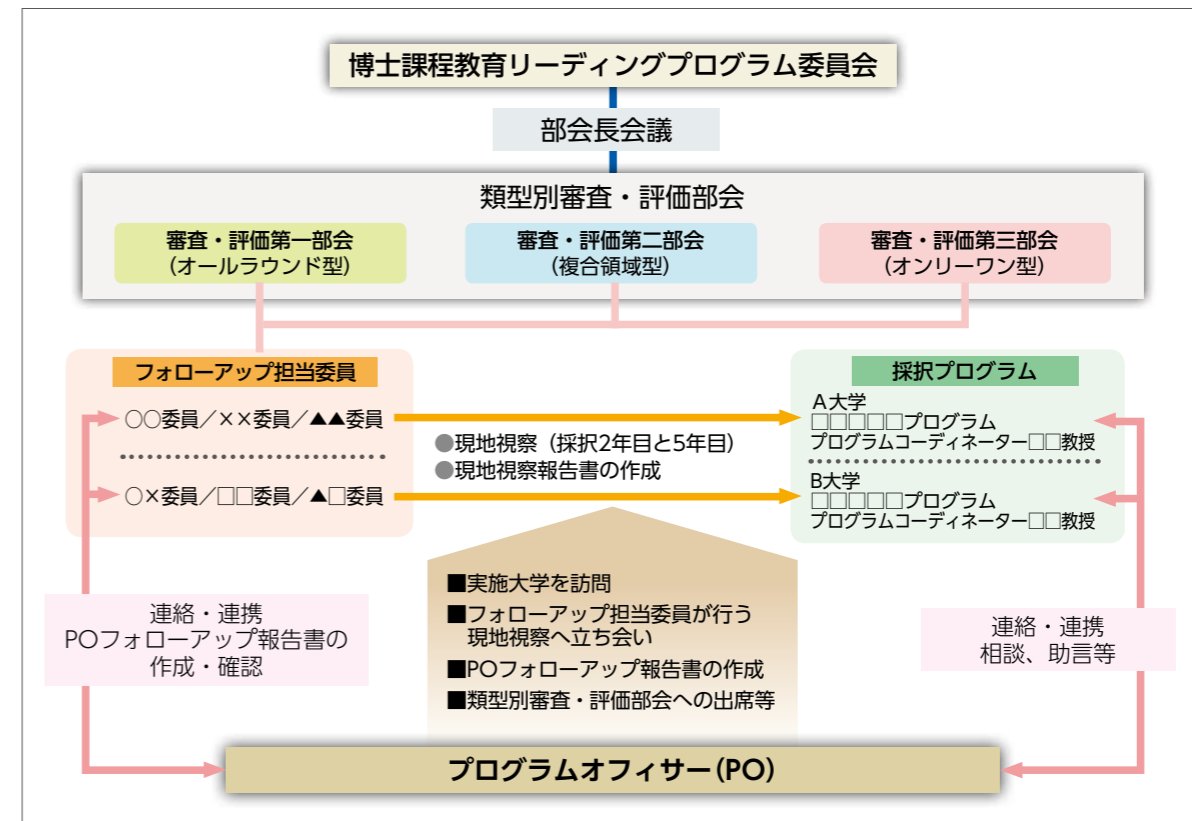 博士課程教育リーディングプログラム委員会
部会長会議
類型別審査・評価部会
審査・評価第一部会
(オールラウンド型)
審査・評価第二部会
(複合領域型)
審査・評価第三部会
(オンリーワン型)
フォローアップ担当委員
○○委員／××委員／▲▲委員
○×委員／□□委員／▲□委員
●現地視察（採択2年目と5年目）
●現地視察報告書の作成
採択プログラム
A大学
□□□□□プログラム
プログラムコーディネーター□□教授
B大学
□□□□□プログラム
プログラムコーディネーター□□教授
連絡・連携
POフォローアップ報告書の
作成・確認
■実施大学を訪問
■フォローアップ担当委員が行う
現地視察へ立ち会い
■POフォローアップ報告書の作成
■類型別審査・評価部会への出席等
連絡・連携
相談、助言等
プログラムオフィサー(PO)